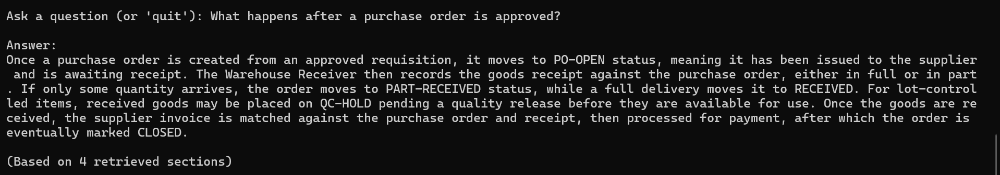 Ask a question (or 'quit'): What happens after a purchase order is approved?
Answer:
Once a purchase order is created from an approved requisition, it moves to PO-OPEN status, meaning it has been issued to the supplier
 and is awaiting receipt. The Warehouse Receiver then records the goods receipt against the purchase order, either in full or in part
. If only some quantity arrives, the order moves to PART-RECEIVED status, while a full delivery moves it to RECEIVED. For lot-control
led items, received goods may be placed on QC-HOLD pending a quality release before they are available for use. Once the goods are re
ceived, the supplier invoice is matched against the purchase order and receipt, then processed for payment, after which the order is
eventually marked CLOSED.
(Based on 4 retrieved sections)